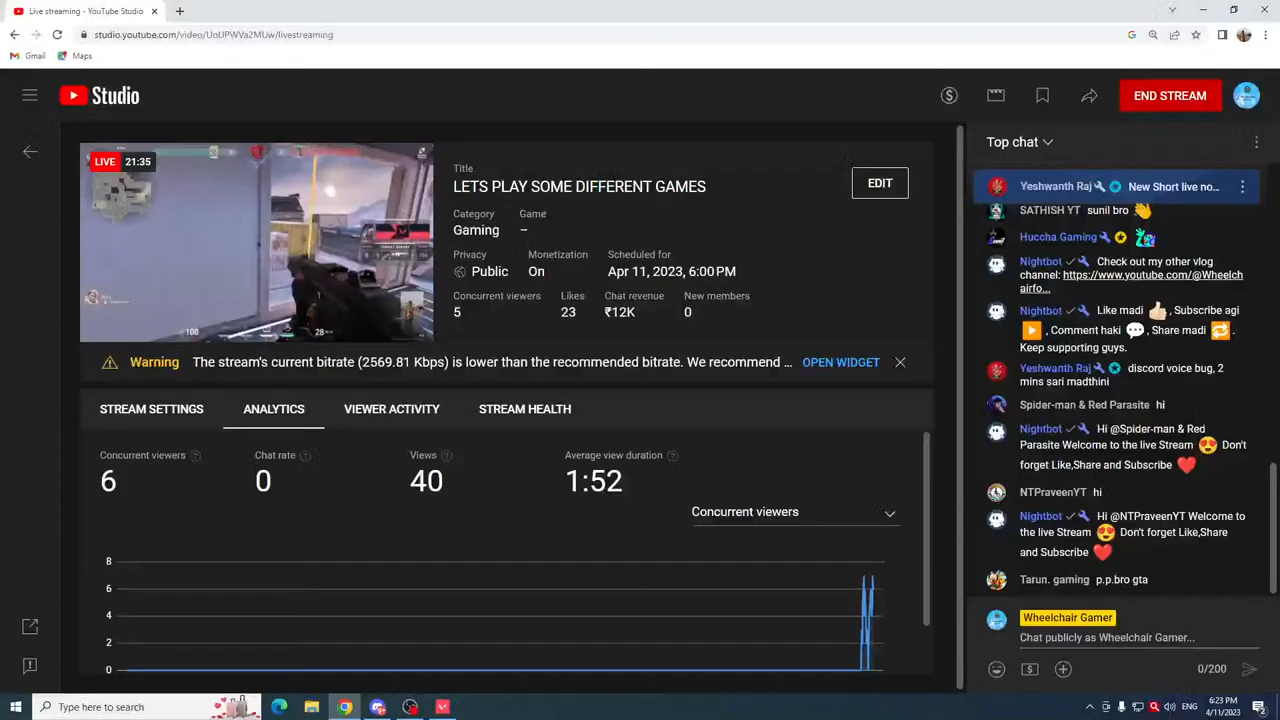 Live streaming - YouTube Studio
studio.youtube.com/video/UoUPWVa2MUw/livestreaming
Gmail
Maps
Studio
END STREAM
LIVE 21:35
100
28
Title
LETS PLAY SOME DIFFERENT GAMES
EDIT
Category
Game
Gaming
–
Privacy
Monetization
Scheduled for
Public
On
Apr 11, 2023, 6:00 PM
Concurrent viewers
Likes
Chat revenue
New members
5
23
₹12K
0
Warning
The stream's current bitrate (2569.81 Kbps) is lower than the recommended bitrate. We recommend ...
OPEN WIDGET
STREAM SETTINGS
ANALYTICS
VIEWER ACTIVITY
STREAM HEALTH
Concurrent viewers
Chat rate
Views
Average view duration
6
0
40
1:52
Concurrent viewers
8
6
4
2
0
Top chat
Yeshwanth Raj New Short live no...
SATHISH YT sunil bro 👋
Huccha Gaming
Nightbot Check out my other vlog
channel: https://www.youtube.com/@Wheelch
airfo...
Nightbot Like madi 👍, Subscribe agi
▶️, Comment haki 💬, Share madi 🔁.
Keep supporting guys.
Yeshwanth Raj discord voice bug, 2
mins sari madthini
Spider-man & Red Parasite hi
Nightbot Hi @Spider-man & Red
Parasite Welcome to the live Stream 😍 Don't
forget Like,Share and Subscribe ❤️
NTPraveenYT hi
Nightbot Hi @NTPraveenYT Welcome to
the live Stream 😍 Don't forget Like,Share
and Subscribe ❤️
Tarun. gaming p.p.bro gta
Wheelchair Gamer
Chat publicly as Wheelchair Gamer...
0/200
Type here to search
ENG
6:23 PM
4/11/2023